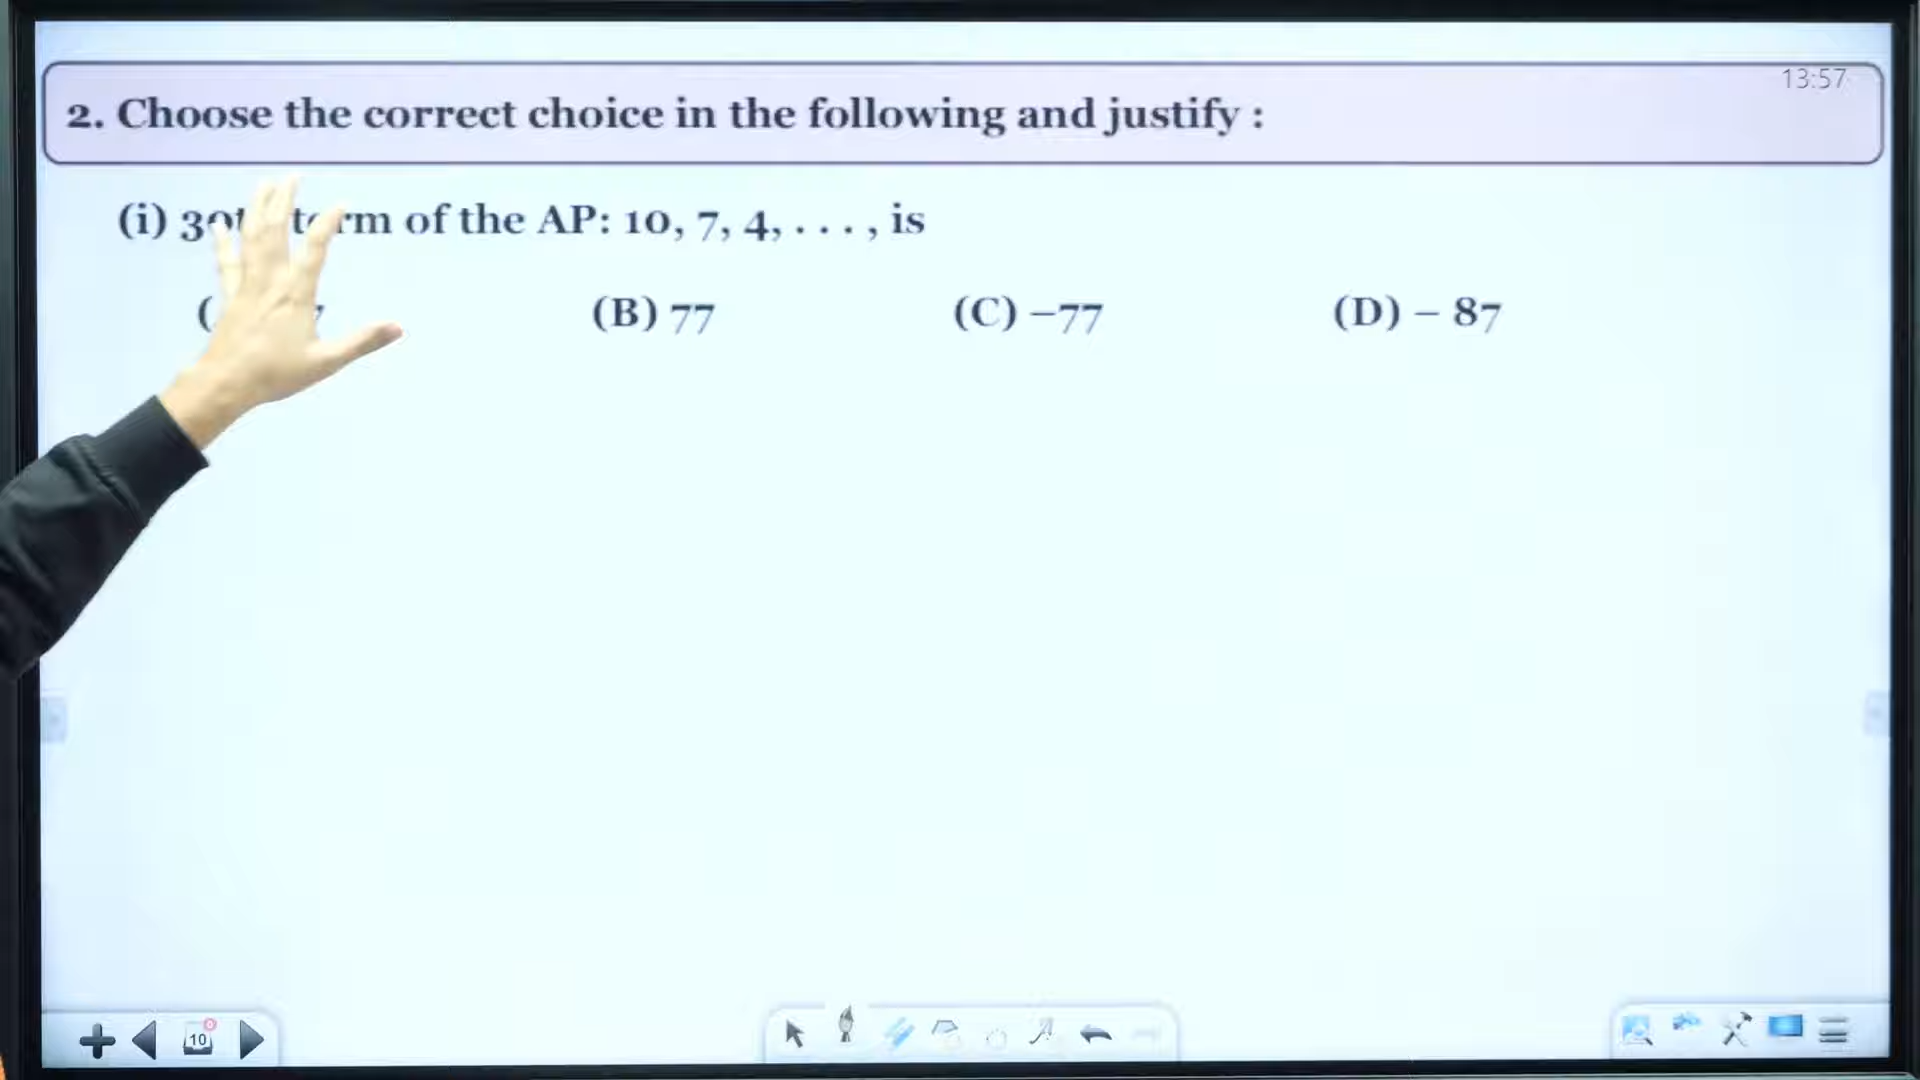 13:57
2. Choose the correct choice in the following and justify :
(i) term of the AP: 10, 7, 4, . . . , is
(B) 77 (C) –77 (D) – 87
10